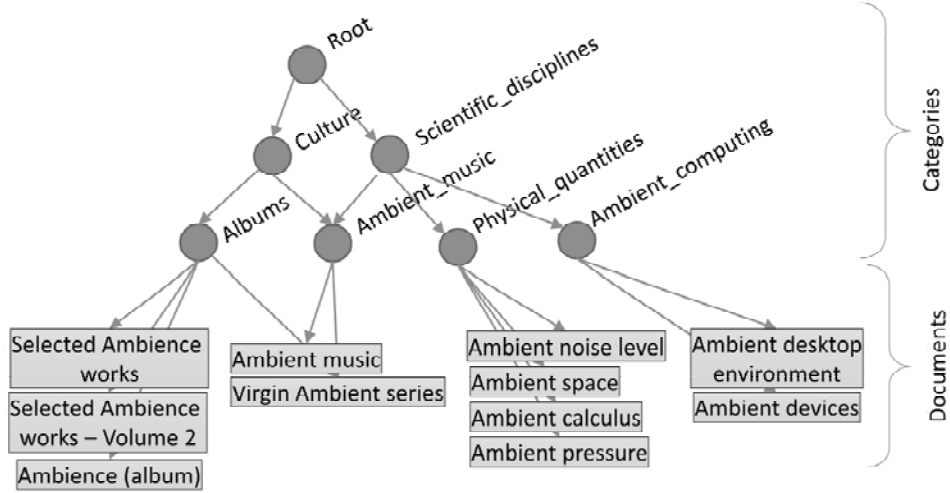 Root
Culture
Scientific_disciplines
Albums
Ambient_music
Physical_quantities
Ambient_computing
Categories
Selected Ambience
works
Selected Ambience
works – Volume 2
Ambience (album)
Ambient music
Virgin Ambient series
Ambient noise level
Ambient space
Ambient calculus
Ambient pressure
Ambient desktop
environment
Ambient devices
Documents